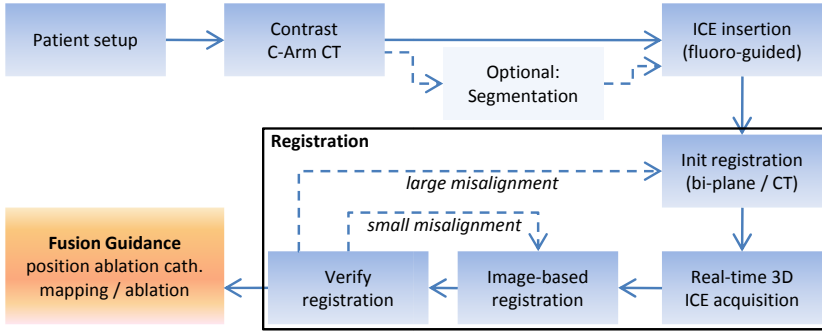 Patient setup
Contrast
C-Arm CT
Optional:
Segmentation
ICE insertion
(fluoro-guided)
Registration
Init registration
(bi-plane / CT)
large misalignment
small misalignment
Fusion Guidance
position ablation cath.
mapping / ablation
Verify
registration
Image-based
registration
Real-time 3D
ICE acquisition